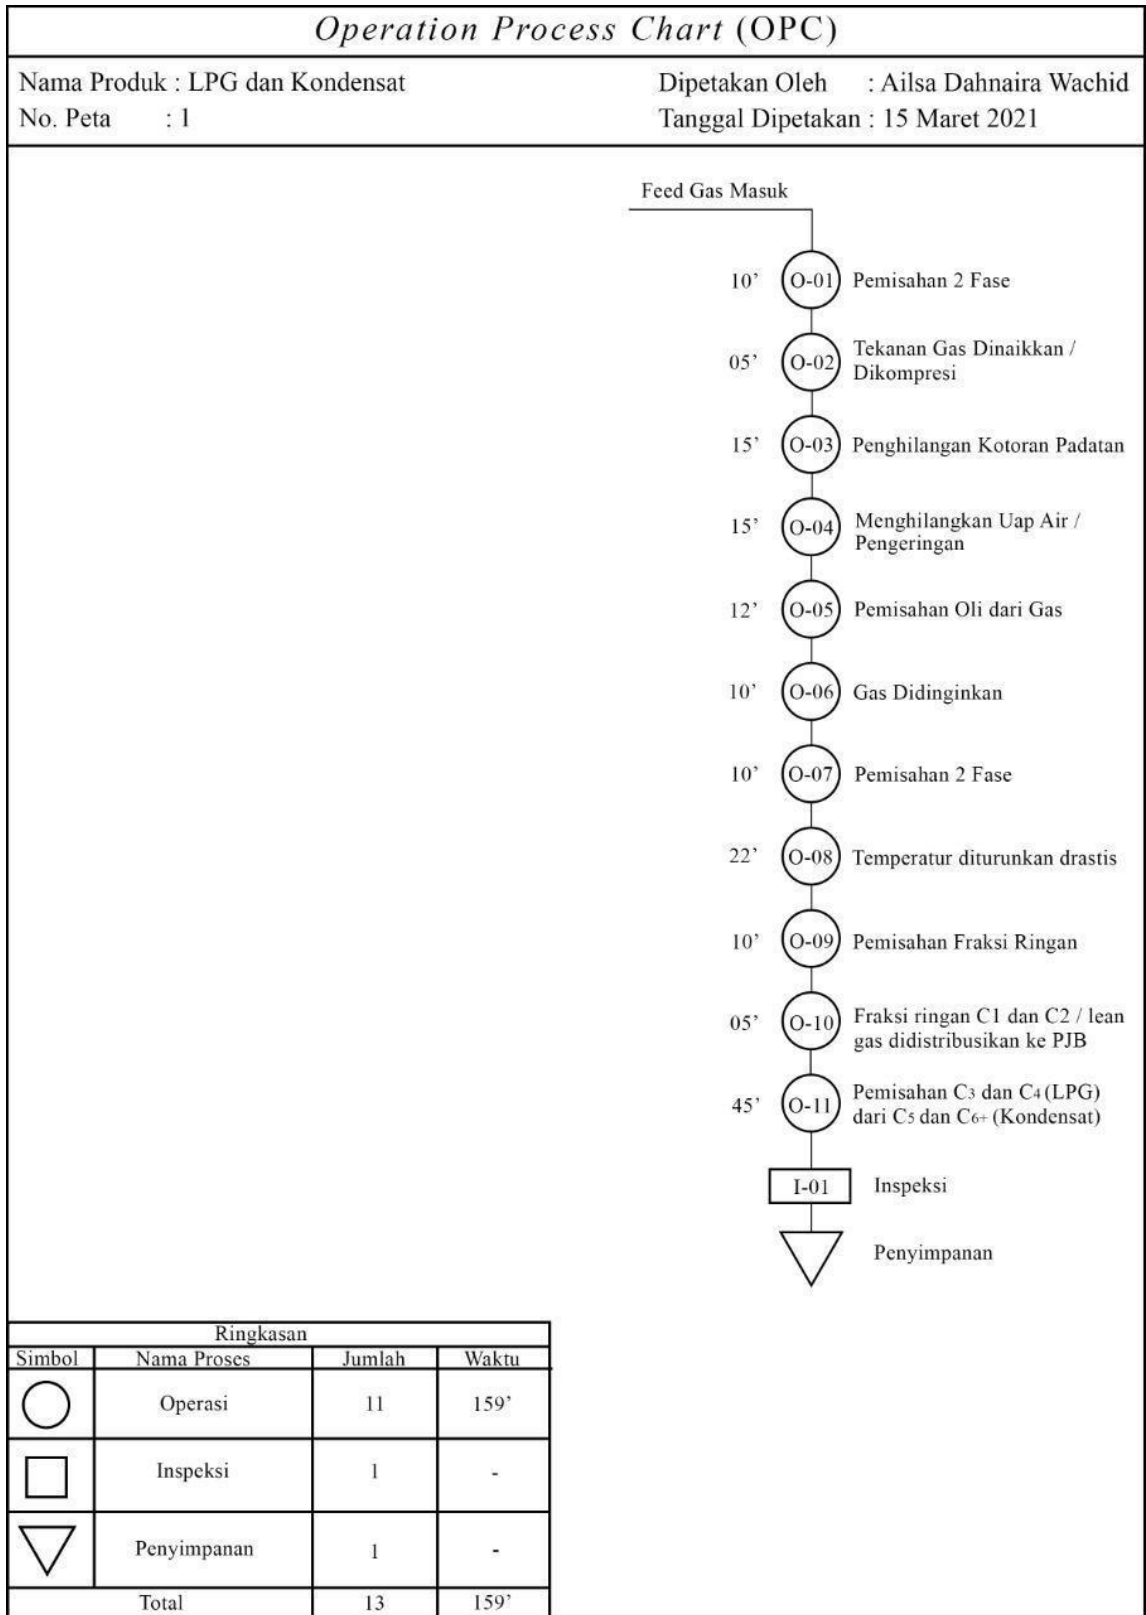 Operation Process Chart (OPC)
Nama Produk : LPG dan Kondensat
No. Peta : 1
Dipetakan Oleh : Ailsa Dahnaira Wachid
Tanggal Dipetakan : 15 Maret 2021
Feed Gas Masuk
10’ O-01 Pemisahan 2 Fase
05’ O-02 Tekanan Gas Dinaikkan /
Dikompresi
15’ O-03 Penghilangan Kotoran Padatan
15’ O-04 Menghilangkan Uap Air /
Pengeringan
12’ O-05 Pemisahan Oli dari Gas
10’ O-06 Gas Didinginkan
10’ O-07 Pemisahan 2 Fase
22’ O-08 Temperatur diturunkan drastis
10’ O-09 Pemisahan Fraksi Ringan
05’ O-10 Fraksi ringan C1 dan C2 / lean
gas didistribusikan ke PJB
45’ O-11 Pemisahan C3 dan C4 (LPG)
dari C5 dan C6+ (Kondensat)
I-01 Inspeksi
Penyimpanan
Ringkasan
Simbol Nama Proses Jumlah Waktu
Operasi 11 159’
Inspeksi 1 -
Penyimpanan 1 -
Total 13 159’